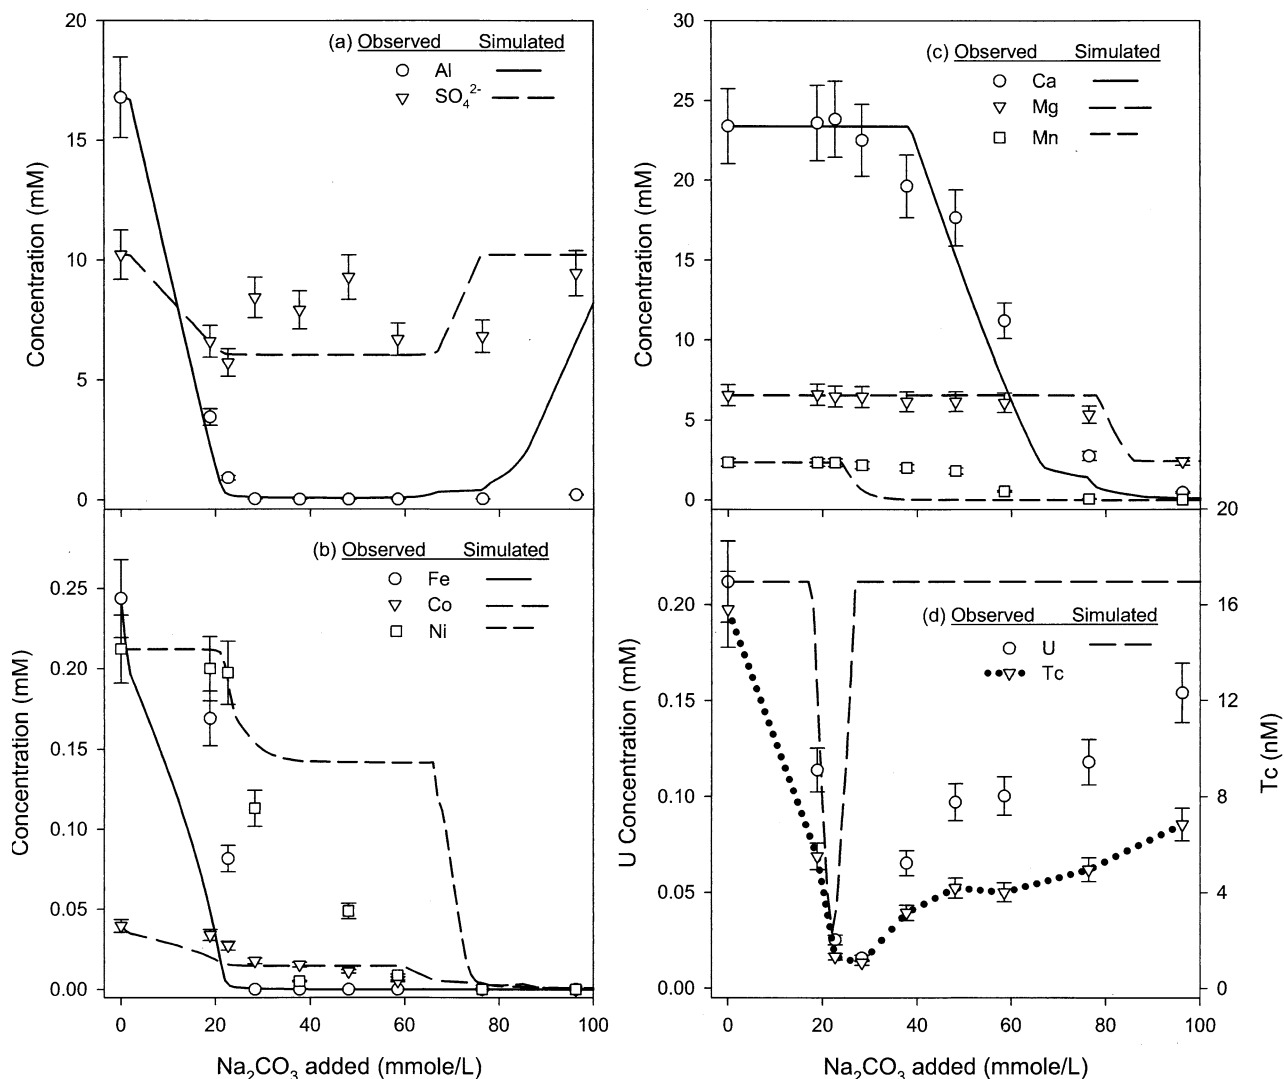 (a) Observed Simulated
Al
SO₄²⁻
20
15
10
5
0
Concentration (mM)
(c) Observed Simulated
Ca
Mg
Mn
30
25
20
15
10
5
0
Concentration (mM)
(b) Observed Simulated
Fe
Co
Ni
0.25
0.20
0.15
0.10
0.05
0.00
Concentration (mM)
0 20 40 60 80 100
Na₂CO₃ added (mmole/L)
(d) Observed Simulated
U
Tc
0.20
0.15
0.10
0.05
0.00
U Concentration (mM)
20
16
12
8
4
0
Tc (nM)
0 20 40 60 80 100
Na₂CO₃ added (mmole/L)